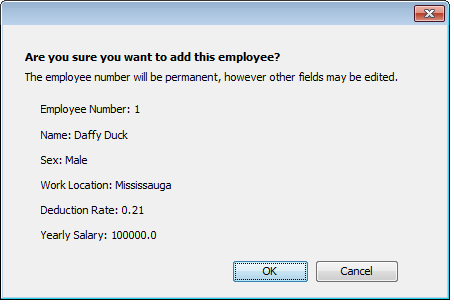 Are you sure you want to add this employee?
The employee number will be permanent, however other fields may be edited.
Employee Number: 1
Name: Daffy Duck
Sex: Male
Work Location: Mississauga
Deduction Rate: 0.21
Yearly Salary: 100000.0
OK Cancel